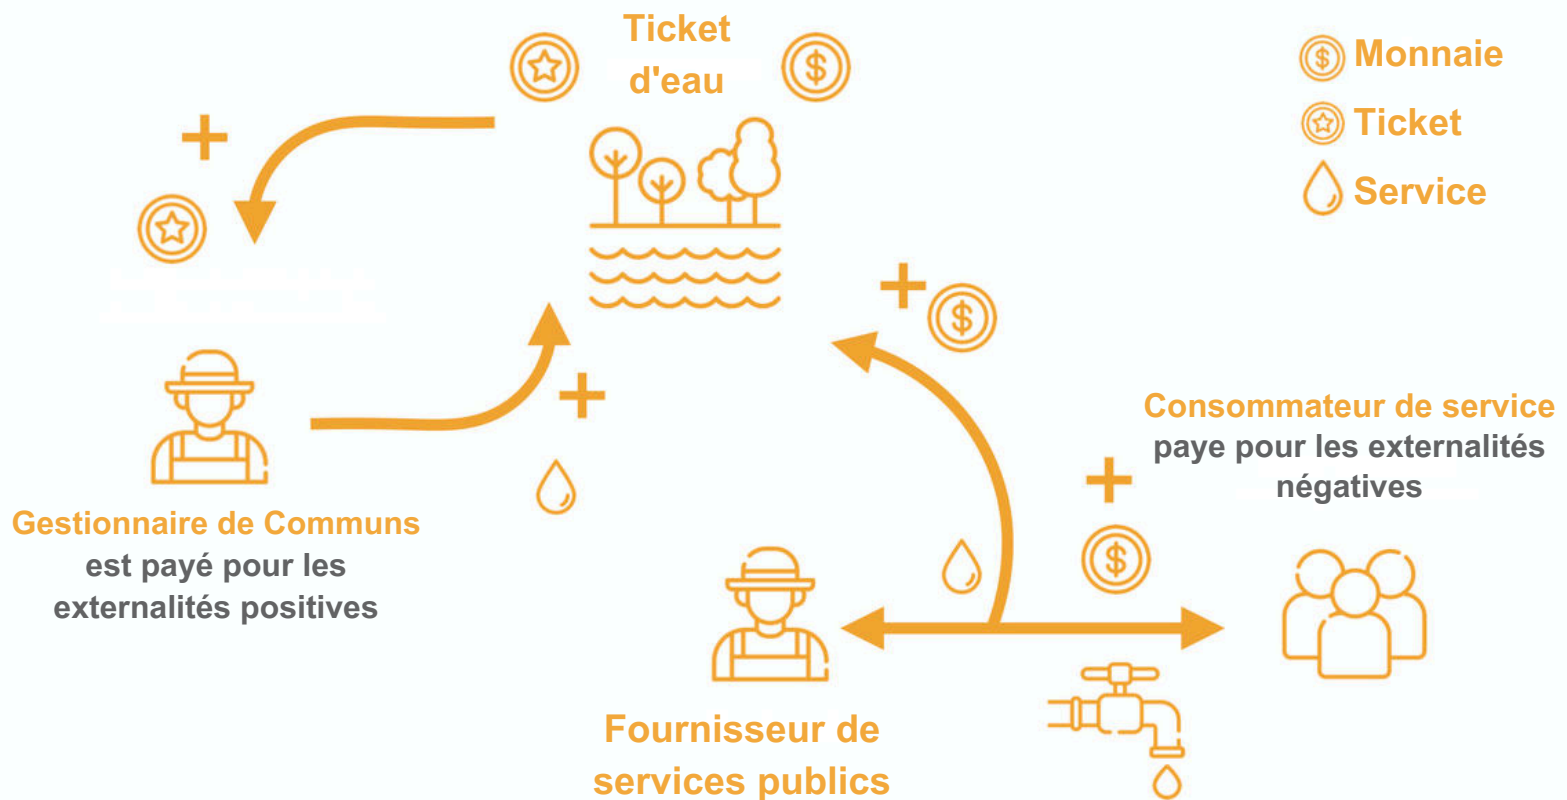 Ticket
d'eau
Monnaie
Ticket
Service
Consommateur de service
paye pour les externalités
négatives
Gestionnaire de Communs
est payé pour les
externalités positives
Fournisseur de
services publics